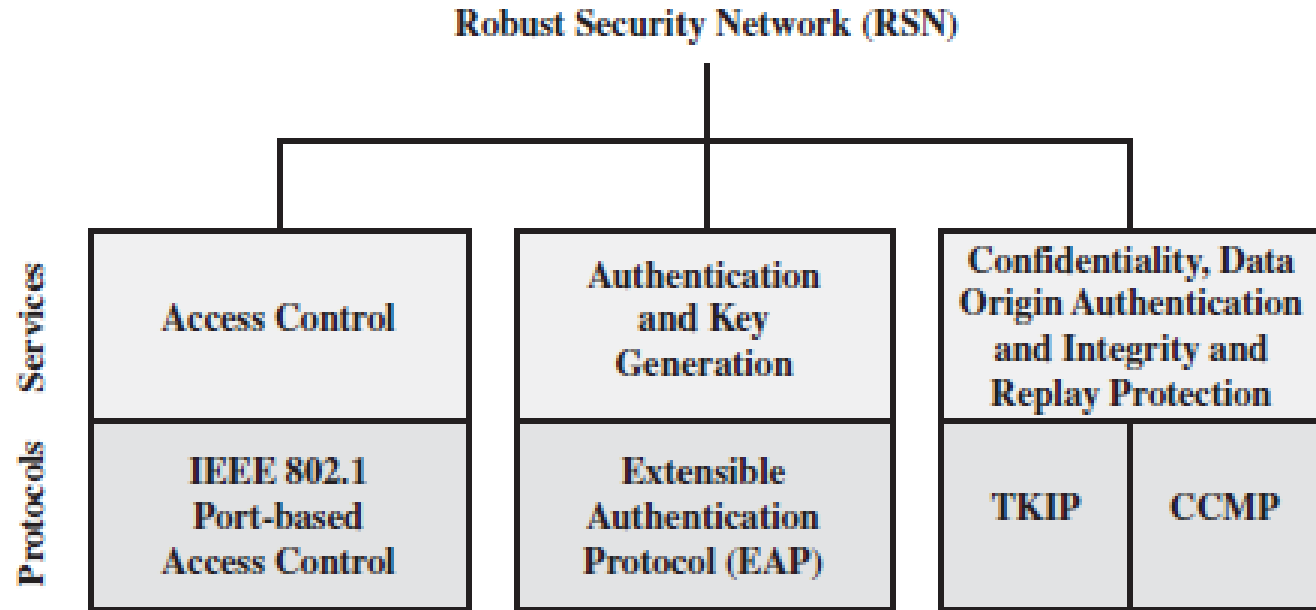 Robust Security Network (RSN)
Services
Access Control
Authentication
and Key
Generation
Confidentiality, Data
Origin Authentication
and Integrity and
Replay Protection
Protocols
IEEE 802.1
Port-based
Access Control
Extensible
Authentication
Protocol (EAP)
TKIP
CCMP